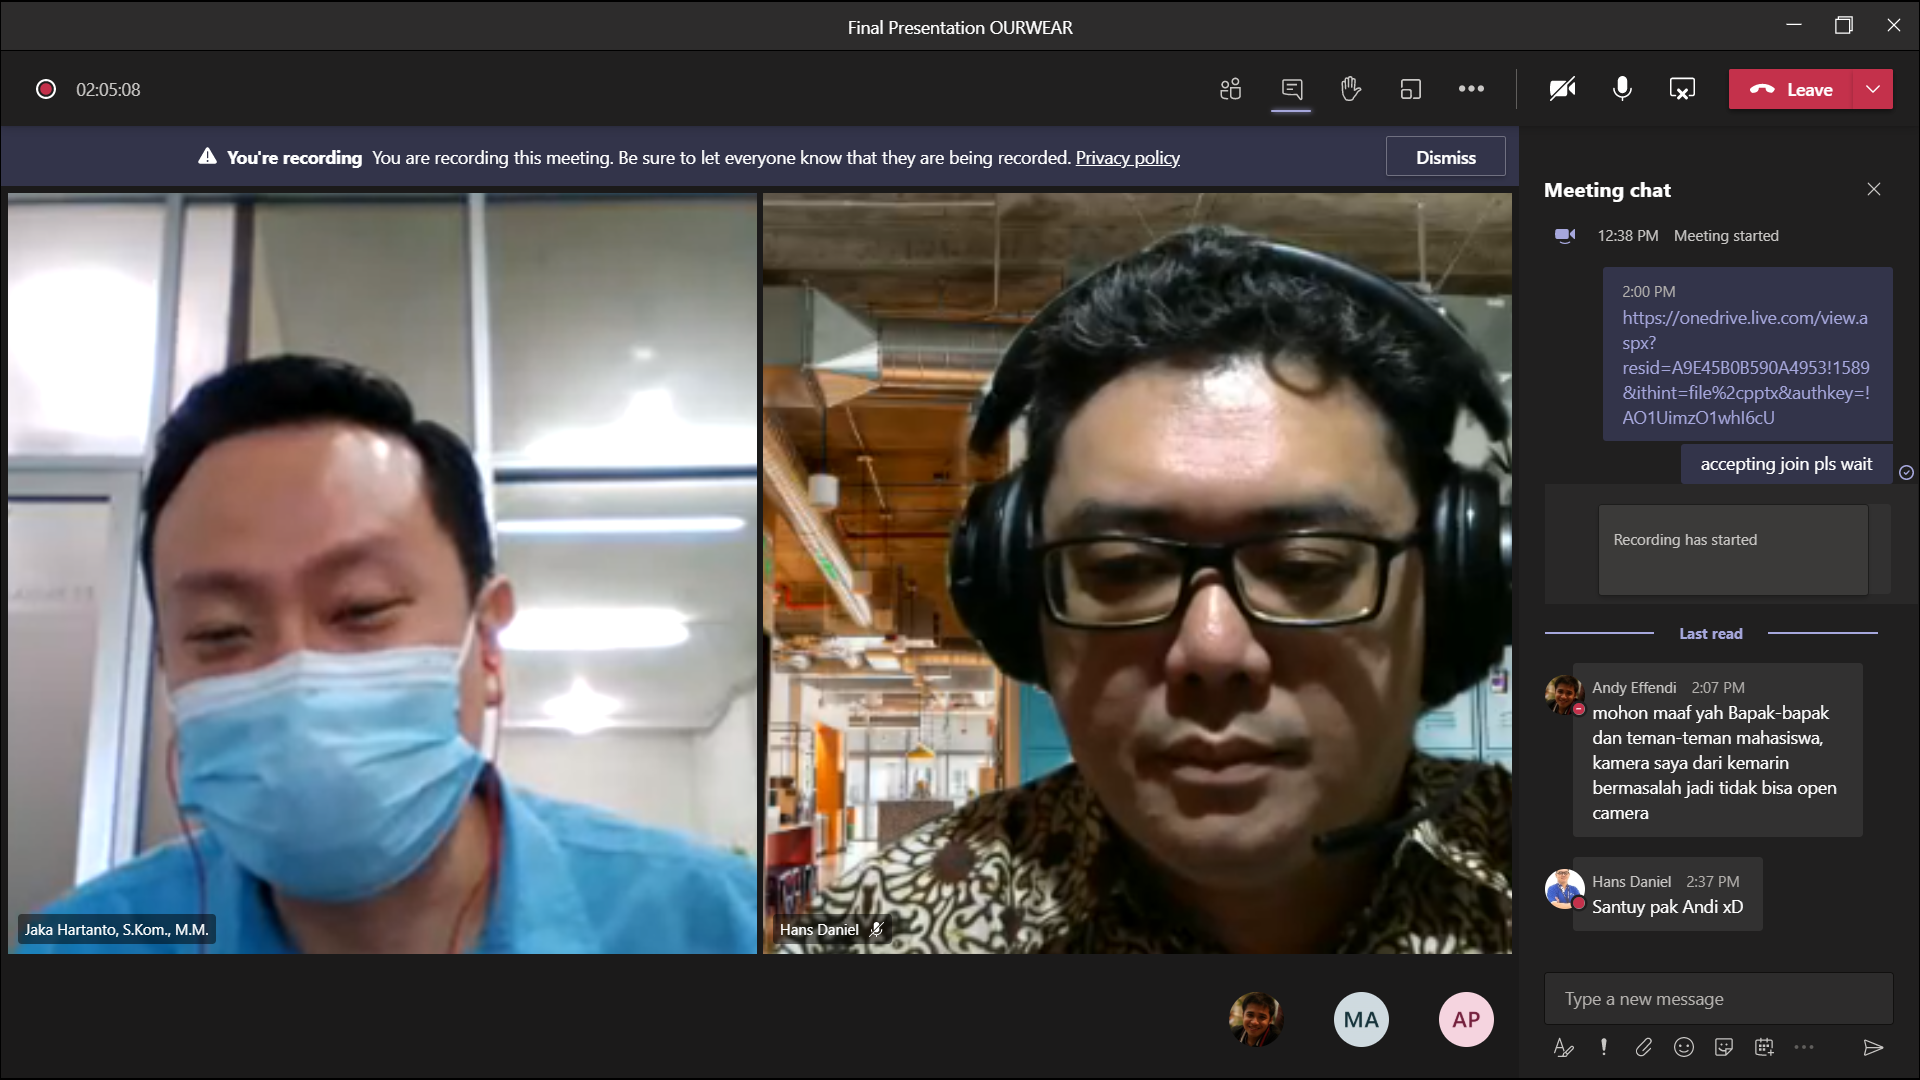 Final Presentation OURWEAR
02:05:08
Leave
You're recording You are recording this meeting. Be sure to let everyone know that they are being recorded. Privacy policy
Dismiss
Jaka Hartanto, S.Kom., M.M.
Hans Daniel
MA
AP
Meeting chat
12:38 PM Meeting started
2:00 PM
https://onedrive.live.com/view.a
spx?
resid=A9E45B0B590A4953!1589
&ithint=file%2cpptx&authkey=!
AO1UimzO1whI6cU
accepting join pls wait
Recording has started
Last read
Andy Effendi 2:07 PM
mohon maaf yah Bapak-bapak
dan teman-teman mahasiswa,
kamera saya dari kemarin
bermasalah jadi tidak bisa open
camera
Hans Daniel 2:37 PM
Santuy pak Andi xD
Type a new message